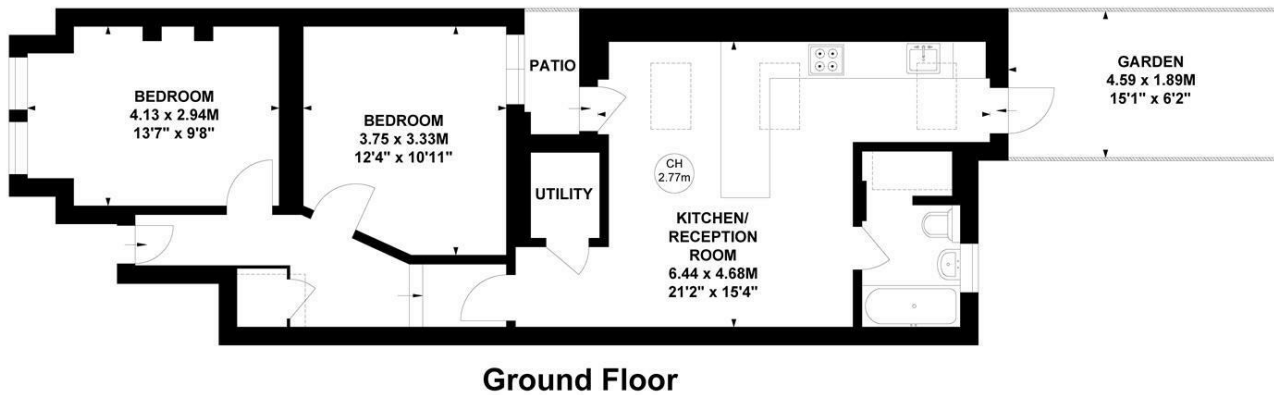 BEDROOM
4.13 x 2.94M
13'7" x 9'8"
BEDROOM
3.75 x 3.33M
12'4" x 10'11"
PATIO
UTILITY
CH
2.77m
KITCHEN/
RECEPTION
ROOM
6.44 x 4.68M
21'2" x 15'4"
GARDEN
4.59 x 1.89M
15'1" x 6'2"
Ground Floor